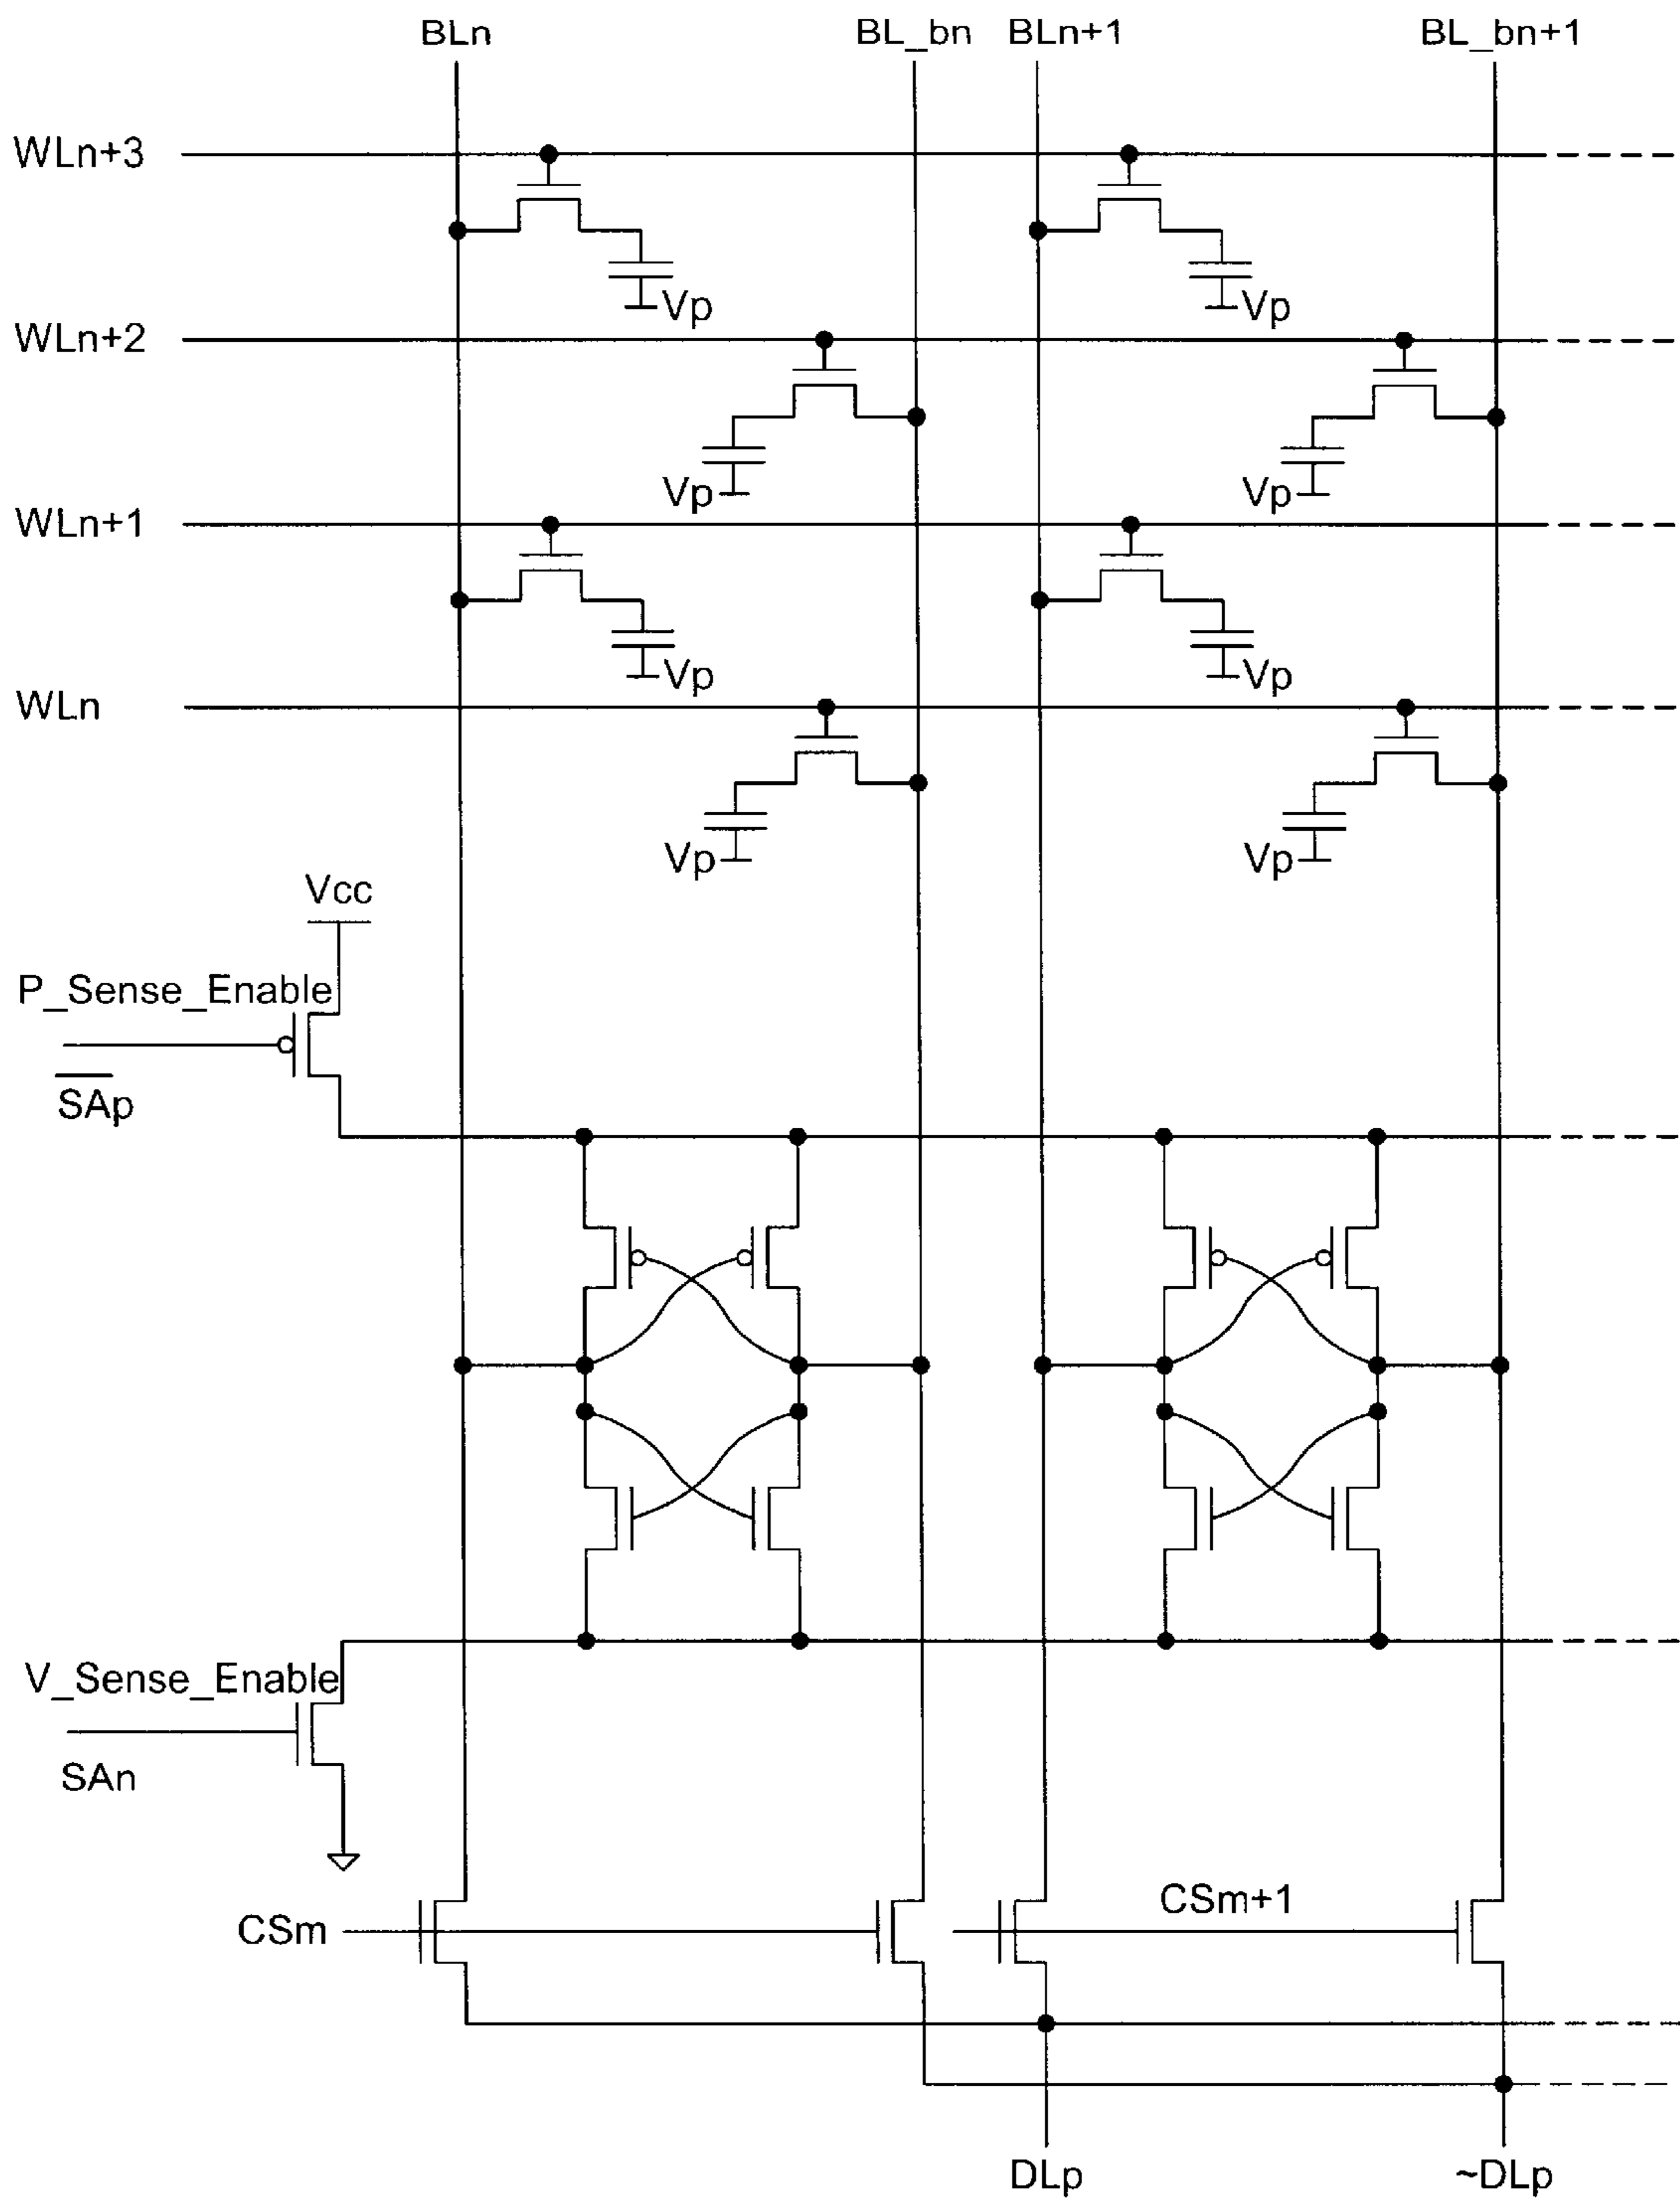 BLn
BL_bn
BLn+1
BL_bn+1
WLn+3
Vp
Vp
WLn+2
Vp
Vp
WLn+1
Vp
Vp
WLn
Vp
Vp
Vcc
P_Sense_Enable
S̅A̅p
V_Sense_Enable
SAn
CSm
CSm+1
DLp
~DLp